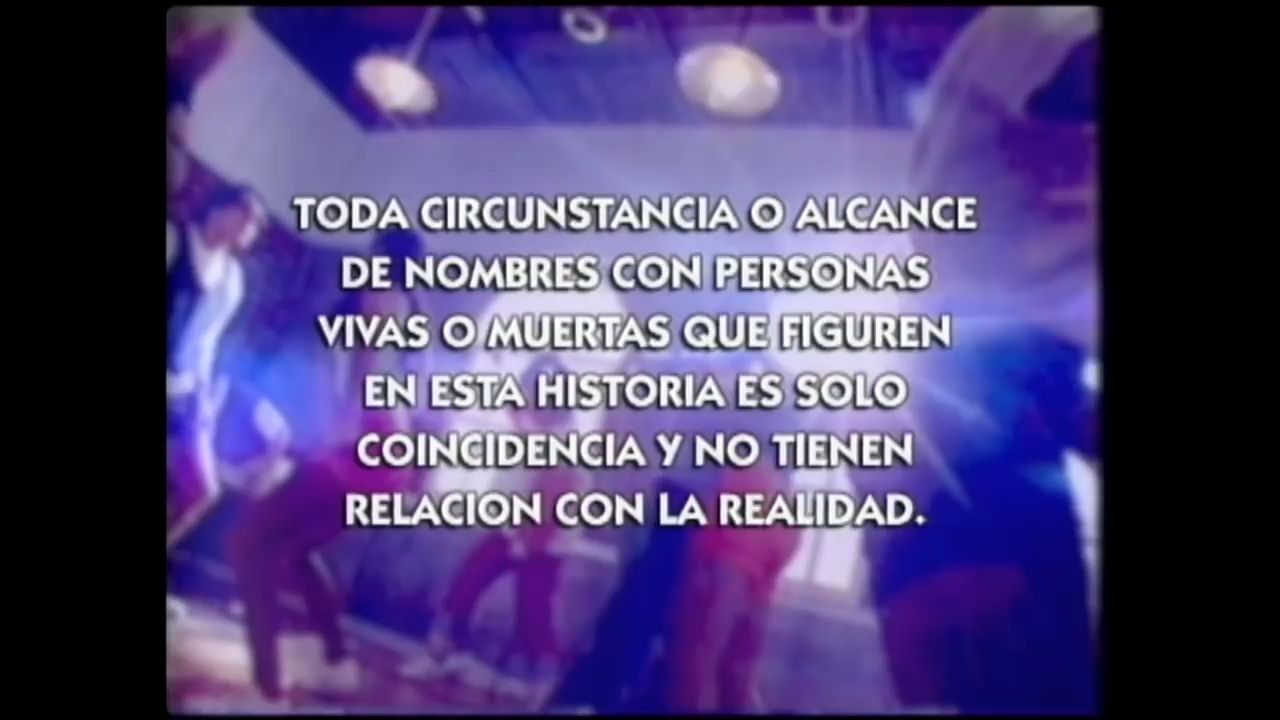 TODA CIRCUNSTANCIA O ALCANCE
DE NOMBRES CON PERSONAS
VIVAS O MUERTAS QUE FIGUREN
EN ESTA HISTORIA ES SOLO
COINCIDENCIA Y NO TIENEN
RELACION CON LA REALIDAD.